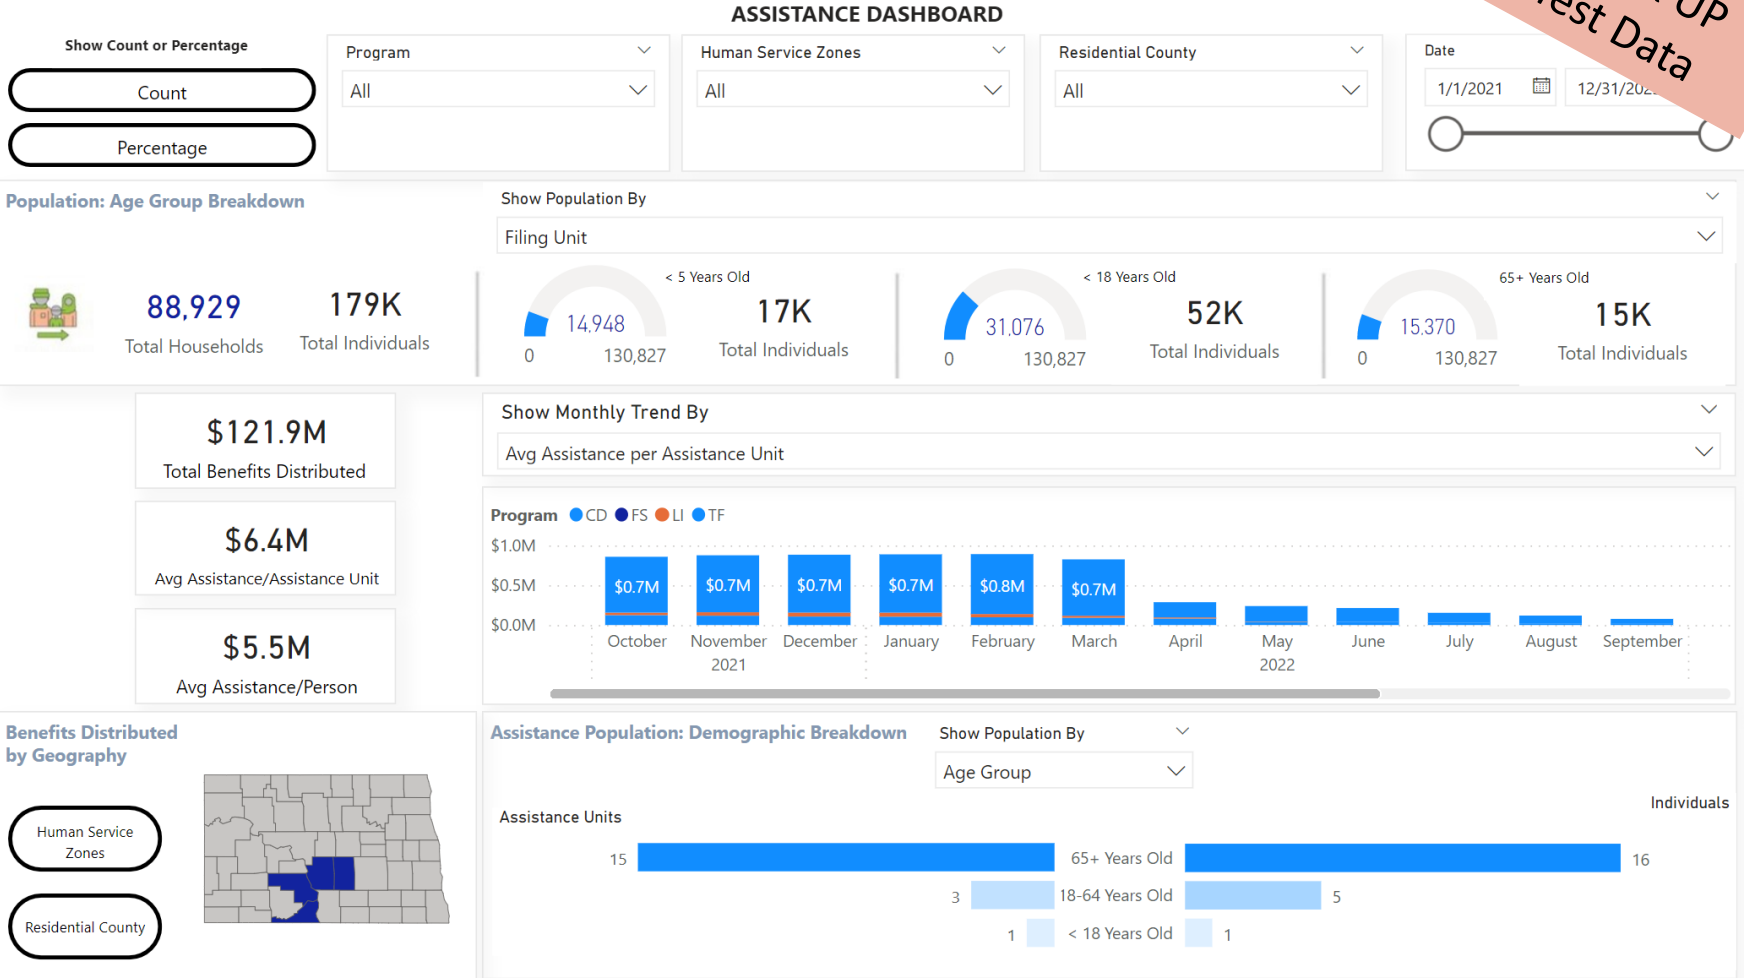 ASSISTANCE DASHBOARD
UP
Test Data
Show Count or Percentage
Count
Percentage
Program
All
Human Service Zones
All
Residential County
All
Date
1/1/2021
Population: Age Group Breakdown
Show Population By
Filing Unit
88,929
Total Households
179K
Total Individuals
< 5 Years Old
14,948
0
130,827
17K
Total Individuals
< 18 Years Old
31,076
0
130,827
52K
Total Individuals
65+ Years Old
15,370
0
130,827
15K
Total Individuals
$121.9M
Total Benefits Distributed
$6.4M
Avg Assistance/Assistance Unit
$5.5M
Avg Assistance/Person
Show Monthly Trend By
Avg Assistance per Assistance Unit
Program CD FS LI TF
$1.0M
$0.5M
$0.0M
$0.7M $0.7M $0.7M $0.7M $0.8M $0.7M
October November December January February March April May June July August September
2021 2022
Benefits Distributed
by Geography
Human Service
Zones
Residential County
Assistance Population: Demographic Breakdown
Show Population By
Age Group
Assistance Units
Individuals
15 65+ Years Old 16
3 18-64 Years Old 5
1 < 18 Years Old 1